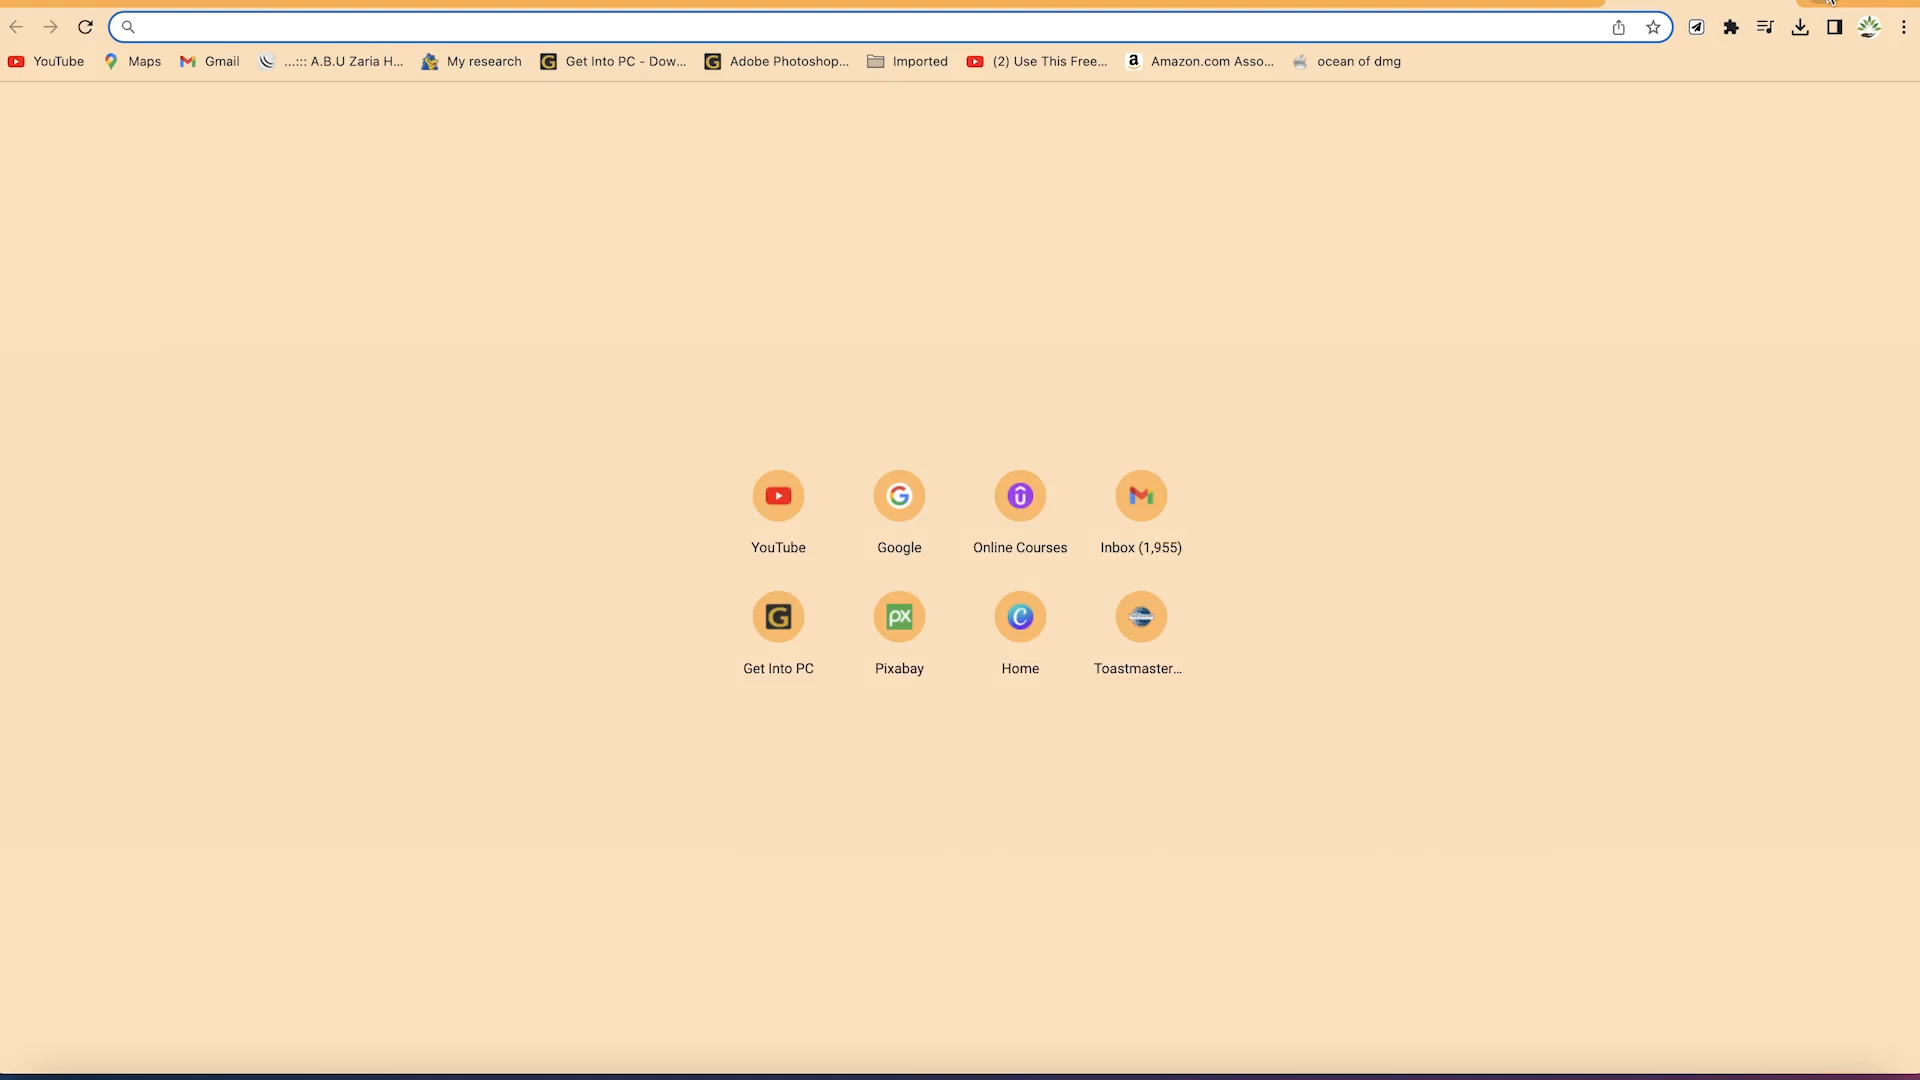 YouTube Maps Gmail ...::: A.B.U Zaria H... My research Get Into PC - Dow... Adobe Photoshop... Imported (2) Use This Free... Amazon.com Asso... ocean of dmg
YouTube Google Online Courses Inbox (1,955)
Get Into PC Pixabay Home Toastmaster...